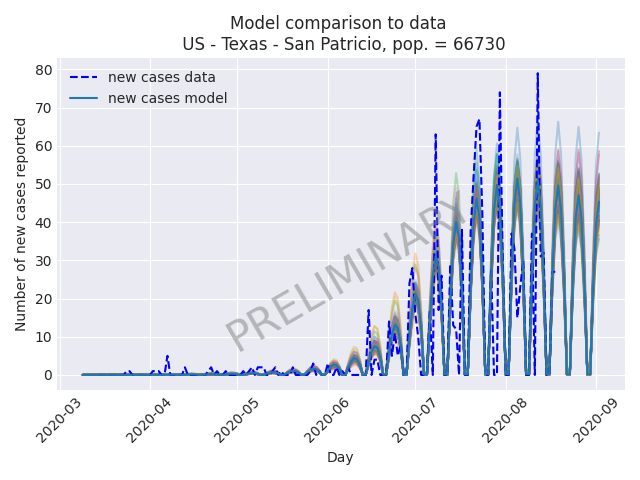 Model comparison to data
US - Texas - San Patricio, pop. = 66730
new cases data
new cases model
Number of new cases reported
80
70
60
50
40
30
20
10
0
PRELIMINARY
2020-03
2020-04
2020-05
2020-06
2020-07
2020-08
2020-09
Day